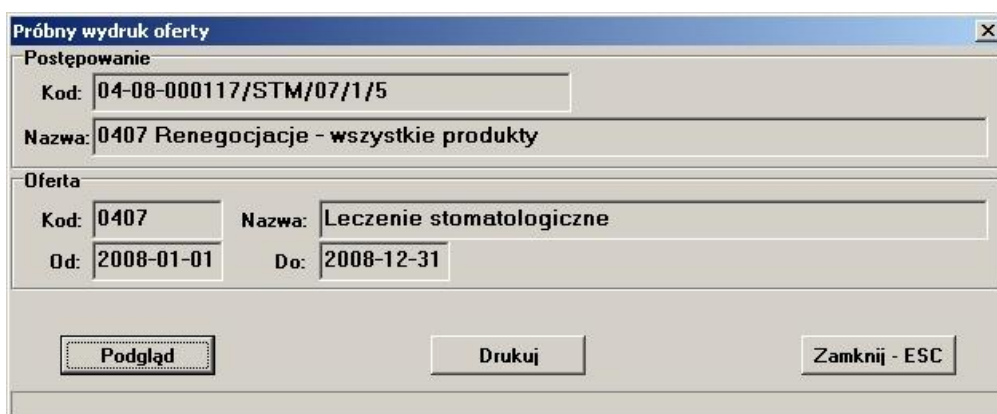 Próbny wydruk oferty
Postępowanie
Kod: 04-08-000117/STM/07/1/5
Nazwa: 0407 Renegocjacje - wszystkie produkty
Oferta
Kod: 0407 Nazwa: Leczenie stomatologiczne
Od: 2008-01-01 Do: 2008-12-31
Podgląd Drukuj Zamknij - ESC